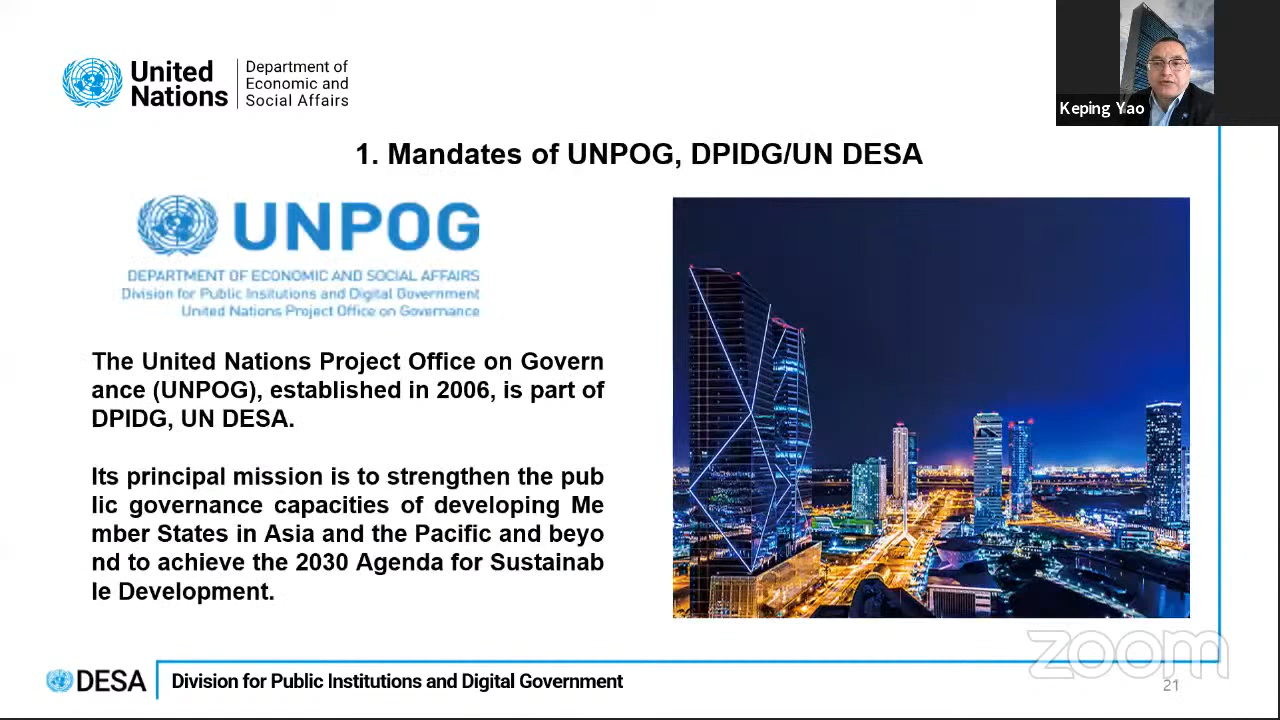 United
Nations
Department of
Economic and
Social Affairs
Keping Yao
1. Mandates of UNPOG, DPIDG/UN DESA
UNPOG
DEPARTMENT OF ECONOMIC AND SOCIAL AFFAIRS
Division for Public Institutions and Digital Government
United Nations Project Office on Governance
The United Nations Project Office on Govern
ance (UNPOG), established in 2006, is part of
DPIDG, UN DESA.
Its principal mission is to strengthen the pub
lic governance capacities of developing Me
mber States in Asia and the Pacific and beyo
nd to achieve the 2030 Agenda for Sustainab
le Development.
zoom
DESA
Division for Public Institutions and Digital Government
21